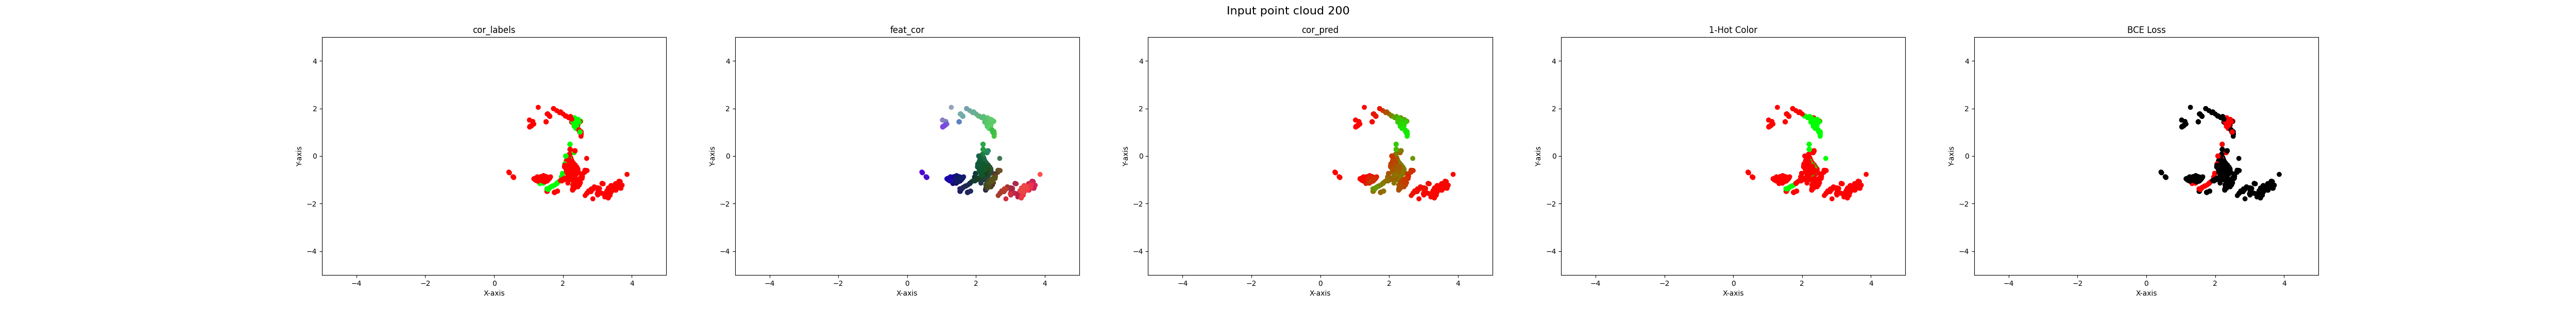 Input point cloud 200
cor_labels
4
2
0
−2
−4
Y-axis
−4 −2 0 2 4
X-axis
feat_cor
4
2
0
−2
−4
Y-axis
−4 −2 0 2 4
X-axis
cor_pred
4
2
0
−2
−4
Y-axis
−4 −2 0 2 4
X-axis
1-Hot Color
4
2
0
−2
−4
Y-axis
−4 −2 0 2 4
X-axis
BCE Loss
4
2
0
−2
−4
Y-axis
−4 −2 0 2 4
X-axis